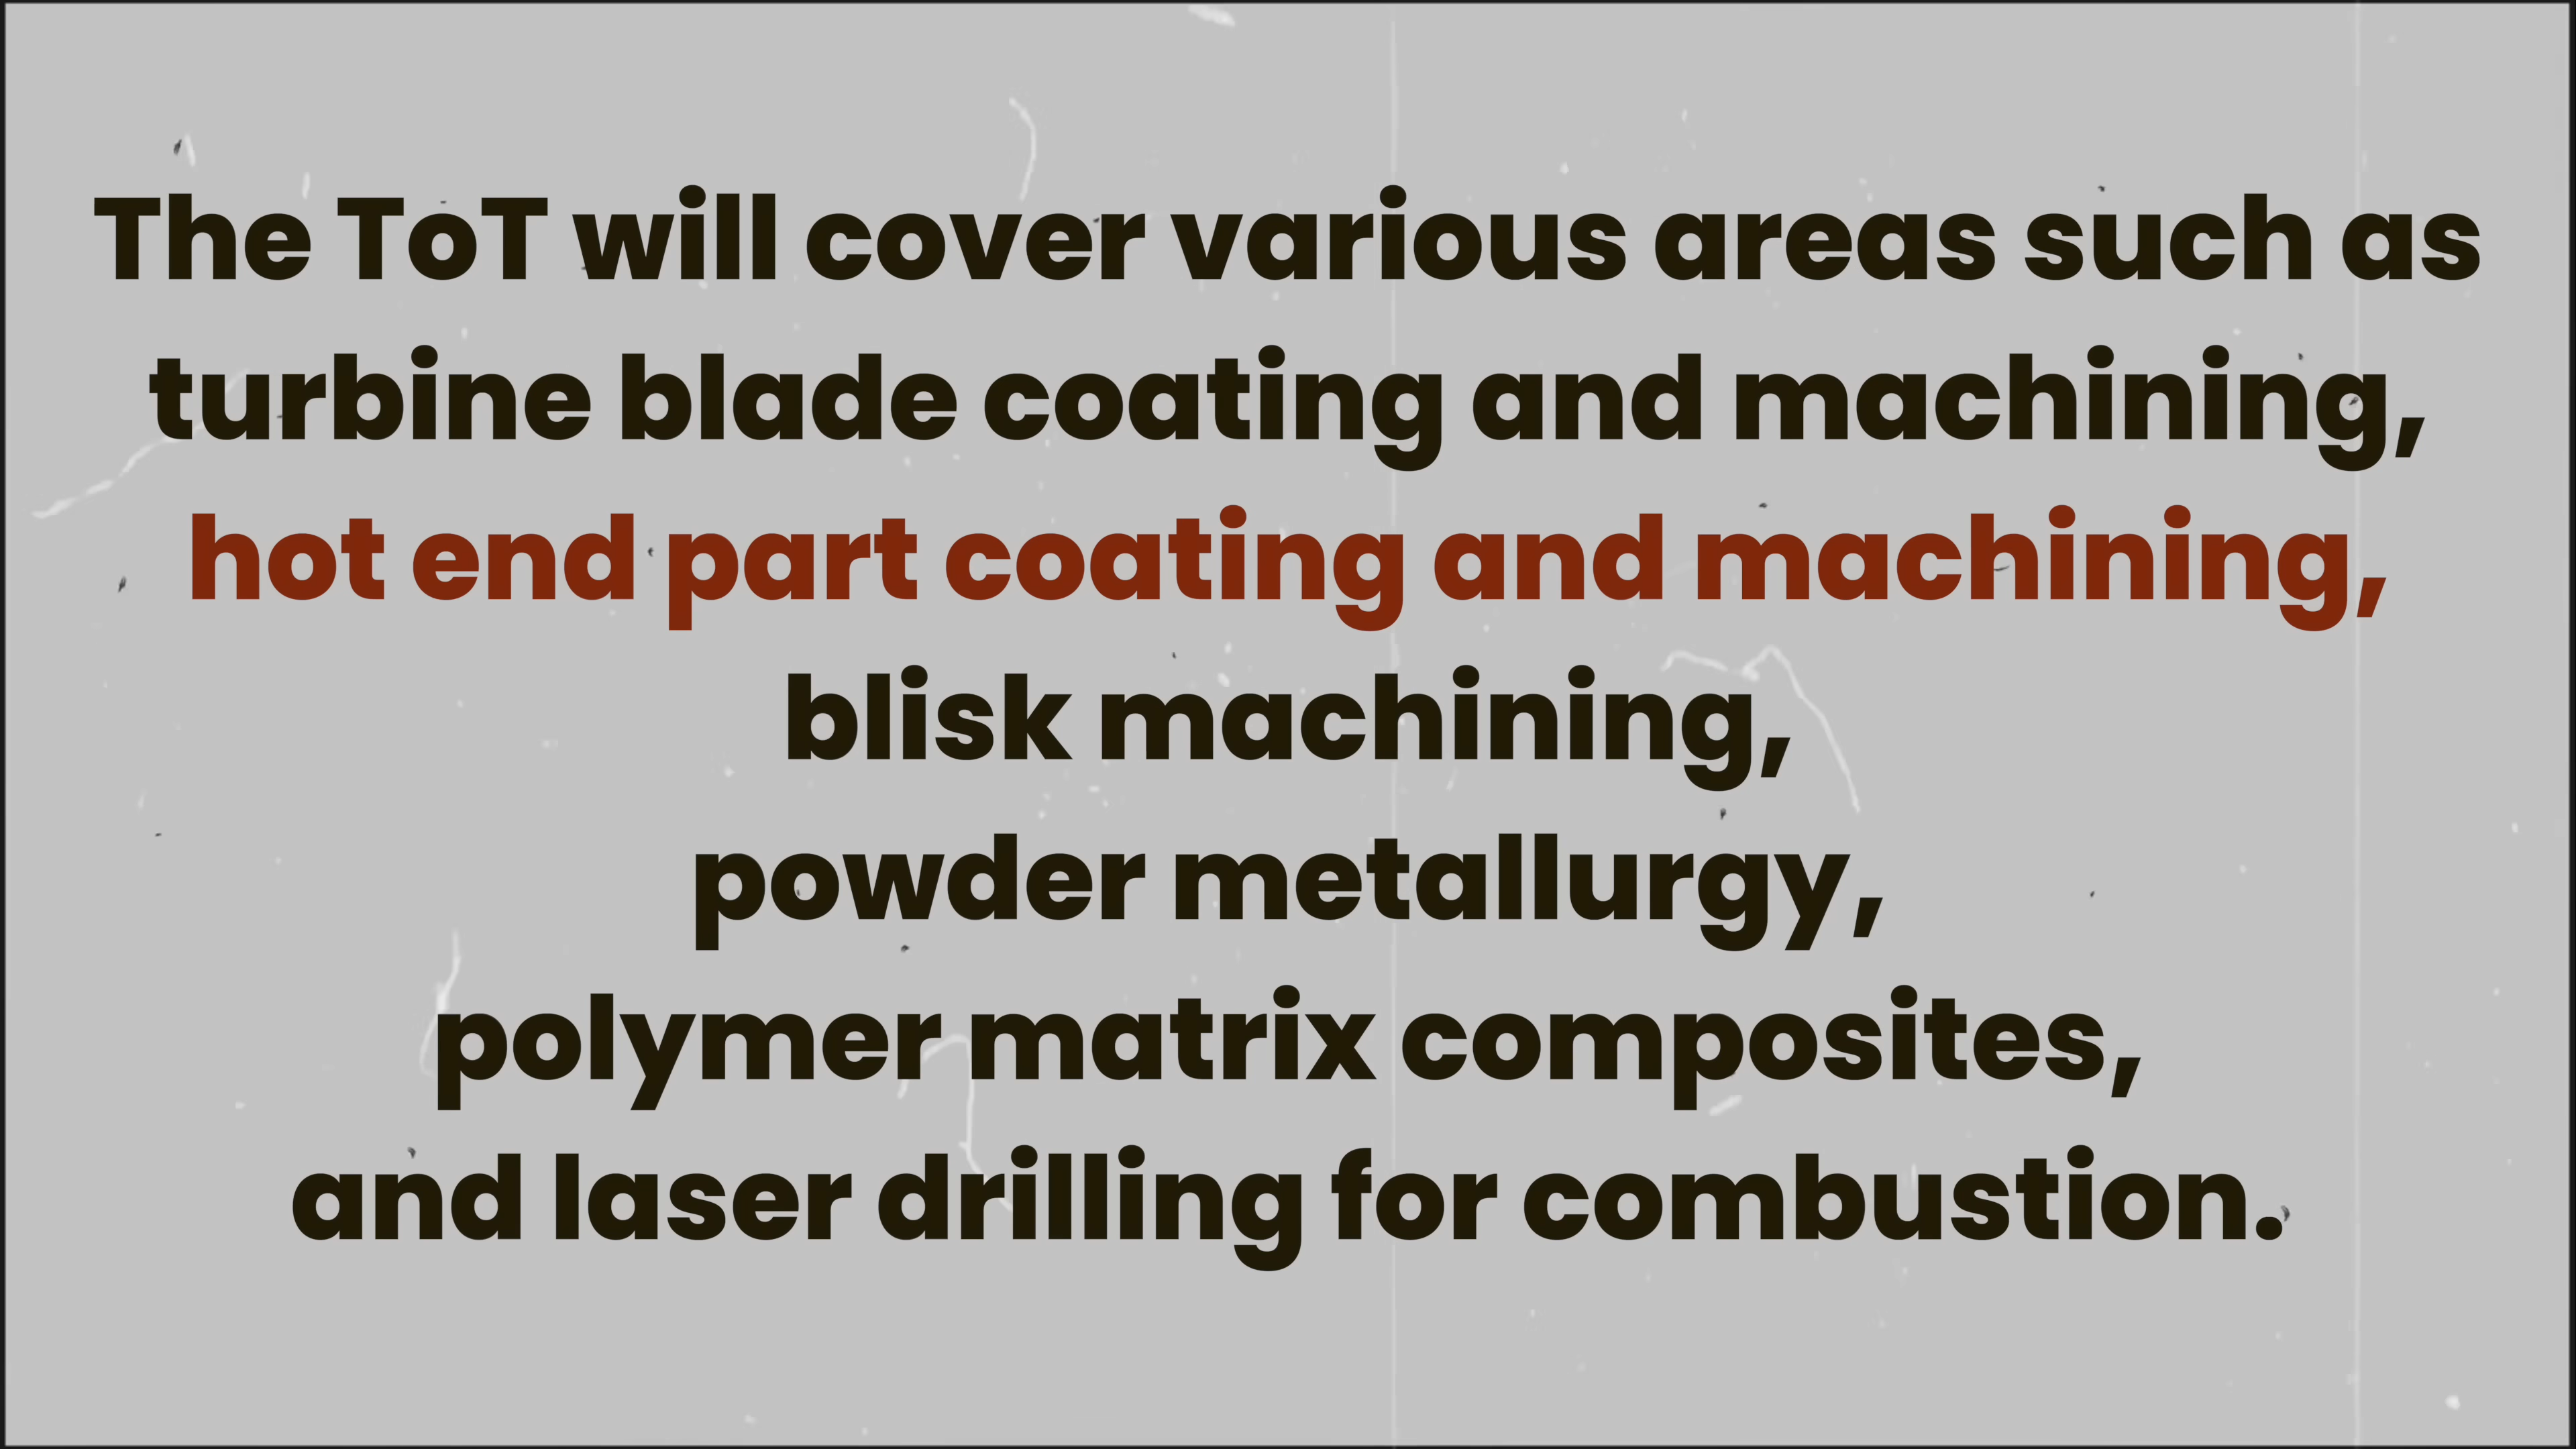 The ToT will cover various areas such as
turbine blade coating and machining,
hot end part coating and machining,
blisk machining,
powder metallurgy,
polymer matrix composites,
and laser drilling for combustion.